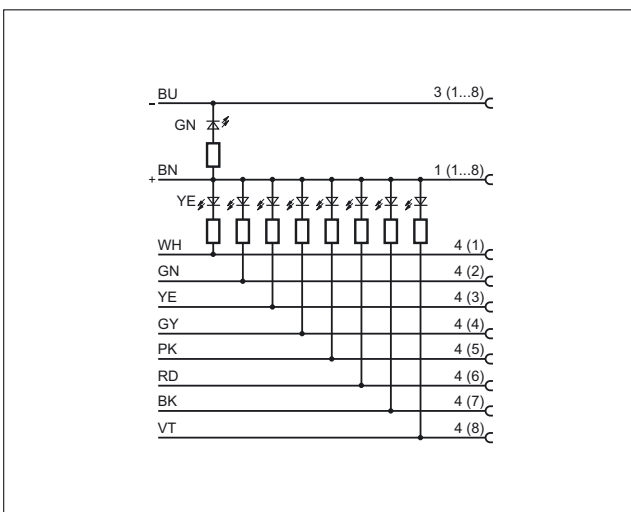 - BU 3 (1...8)
GN
+ BN 1 (1...8)
YE
WH 4 (1)
GN 4 (2)
YE 4 (3)
GY 4 (4)
PK 4 (5)
RD 4 (6)
BK 4 (7)
VT 4 (8)